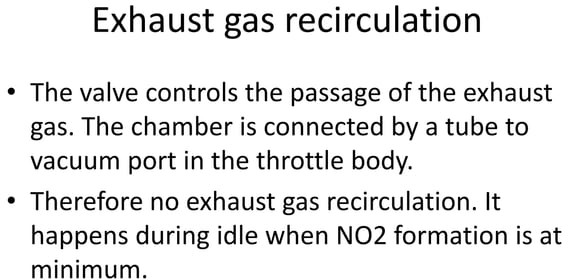 Exhaust gas recirculation
• The valve controls the passage of the exhaust
gas. The chamber is connected by a tube to
vacuum port in the throttle body.
• Therefore no exhaust gas recirculation. It
happens during idle when NO2 formation is at
minimum.